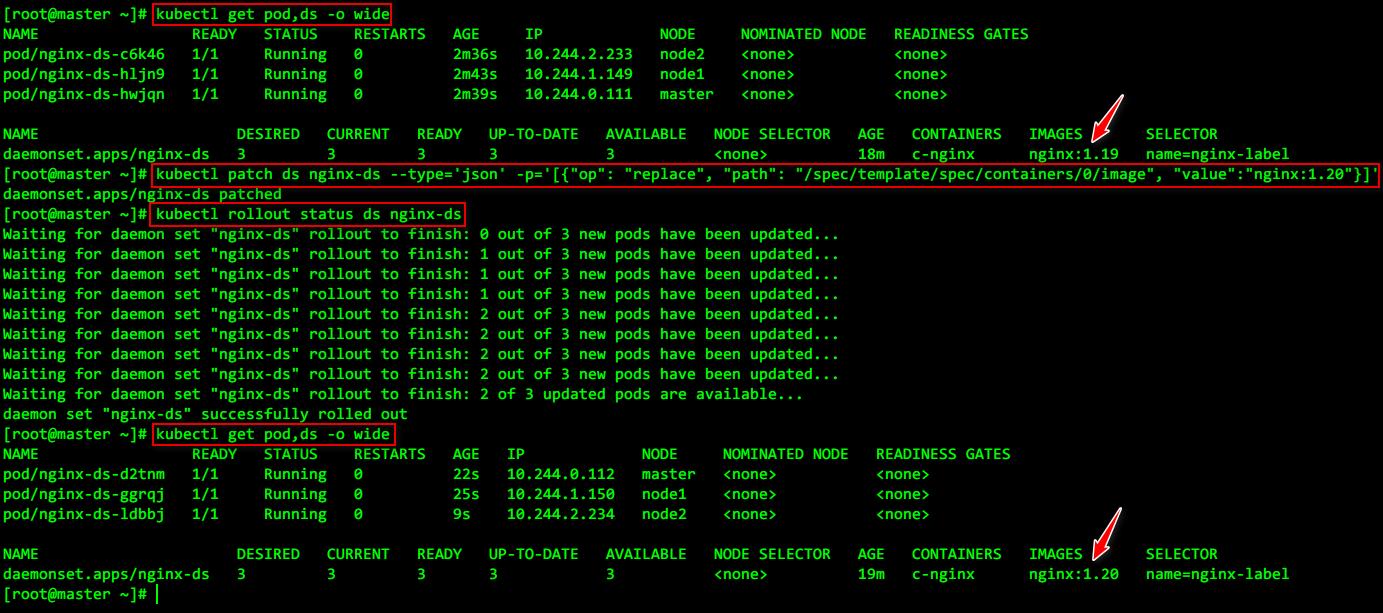 [root@master ~]# kubectl get pod,ds -o wide
NAME                 READY   STATUS    RESTARTS   AGE     IP             NODE     NOMINATED NODE   READINESS GATES
pod/nginx-ds-c6k46   1/1     Running   0          2m36s   10.244.2.233   node2    <none>           <none>
pod/nginx-ds-hljn9   1/1     Running   0          2m43s   10.244.1.149   node1    <none>           <none>
pod/nginx-ds-hwjqn   1/1     Running   0          2m39s   10.244.0.111   master   <none>           <none>
NAME                      DESIRED   CURRENT   READY   UP-TO-DATE   AVAILABLE   NODE SELECTOR   AGE   CONTAINERS   IMAGES       SELECTOR
daemonset.apps/nginx-ds   3         3         3       3            3           <none>          18m   c-nginx      nginx:1.19   name=nginx-label
[root@master ~]# kubectl patch ds nginx-ds --type='json' -p='[{"op": "replace", "path": "/spec/template/spec/containers/0/image", "value":"nginx:1.20"}]'
daemonset.apps/nginx-ds patched
[root@master ~]# kubectl rollout status ds nginx-ds
Waiting for daemon set "nginx-ds" rollout to finish: 0 out of 3 new pods have been updated...
Waiting for daemon set "nginx-ds" rollout to finish: 1 out of 3 new pods have been updated...
Waiting for daemon set "nginx-ds" rollout to finish: 1 out of 3 new pods have been updated...
Waiting for daemon set "nginx-ds" rollout to finish: 1 out of 3 new pods have been updated...
Waiting for daemon set "nginx-ds" rollout to finish: 2 out of 3 new pods have been updated...
Waiting for daemon set "nginx-ds" rollout to finish: 2 out of 3 new pods have been updated...
Waiting for daemon set "nginx-ds" rollout to finish: 2 out of 3 new pods have been updated...
Waiting for daemon set "nginx-ds" rollout to finish: 2 out of 3 new pods have been updated...
Waiting for daemon set "nginx-ds" rollout to finish: 2 of 3 updated pods are available...
daemon set "nginx-ds" successfully rolled out
[root@master ~]# kubectl get pod,ds -o wide
NAME                 READY   STATUS    RESTARTS   AGE   IP             NODE     NOMINATED NODE   READINESS GATES
pod/nginx-ds-d2tnm   1/1     Running   0          22s   10.244.0.112   master   <none>           <none>
pod/nginx-ds-ggrqj   1/1     Running   0          25s   10.244.1.150   node1    <none>           <none>
pod/nginx-ds-ldbbj   1/1     Running   0          9s    10.244.2.234   node2    <none>           <none>
NAME                      DESIRED   CURRENT   READY   UP-TO-DATE   AVAILABLE   NODE SELECTOR   AGE   CONTAINERS   IMAGES       SELECTOR
daemonset.apps/nginx-ds   3         3         3       3            3           <none>          19m   c-nginx      nginx:1.20   name=nginx-label
[root@master ~]#